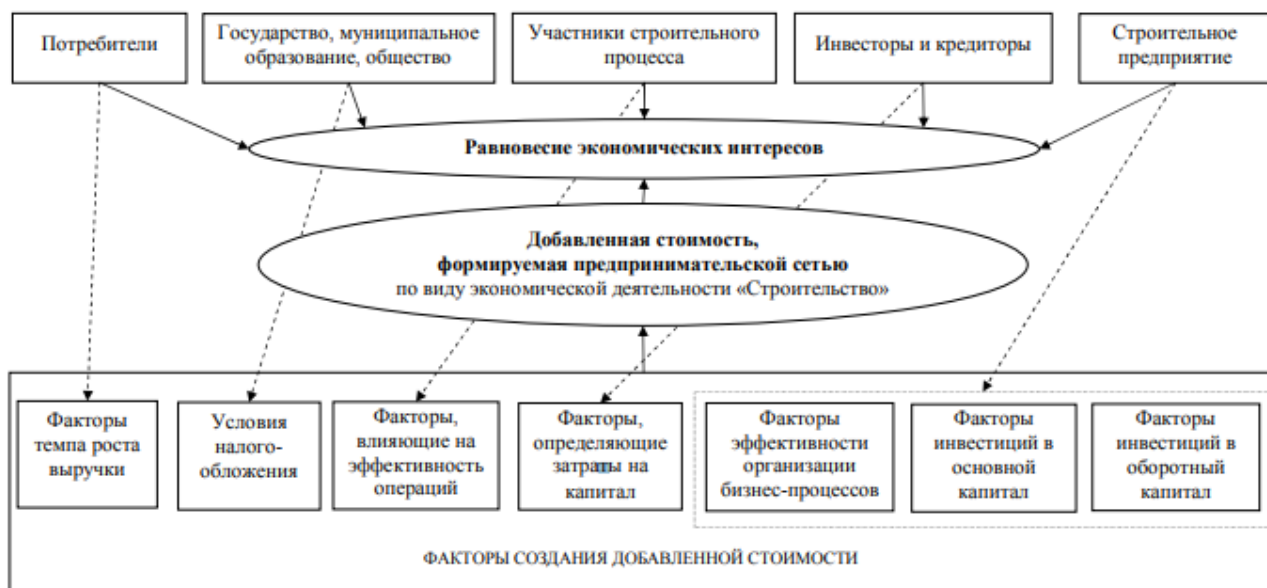 Потребители
Государство, муниципальное
образование, общество
Участники строительного
процесса
Инвесторы и кредиторы
Строительное
предприятие
Равновесие экономических интересов
Добавленная стоимость,
формируемая предпринимательской сетью
по виду экономической деятельности «Строительство»
Факторы
темпа роста
выручки
Условия
налого-
обложения
Факторы,
влияющие на
эффективность
операций
Факторы,
определяющие
затраты на
капитал
Факторы
эффективности
организации
бизнес-процессов
Факторы
инвестиций в
основной
капитал
Факторы
инвестиций в
оборотный
капитал
ФАКТОРЫ СОЗДАНИЯ ДОБАВЛЕННОЙ СТОИМОСТИ